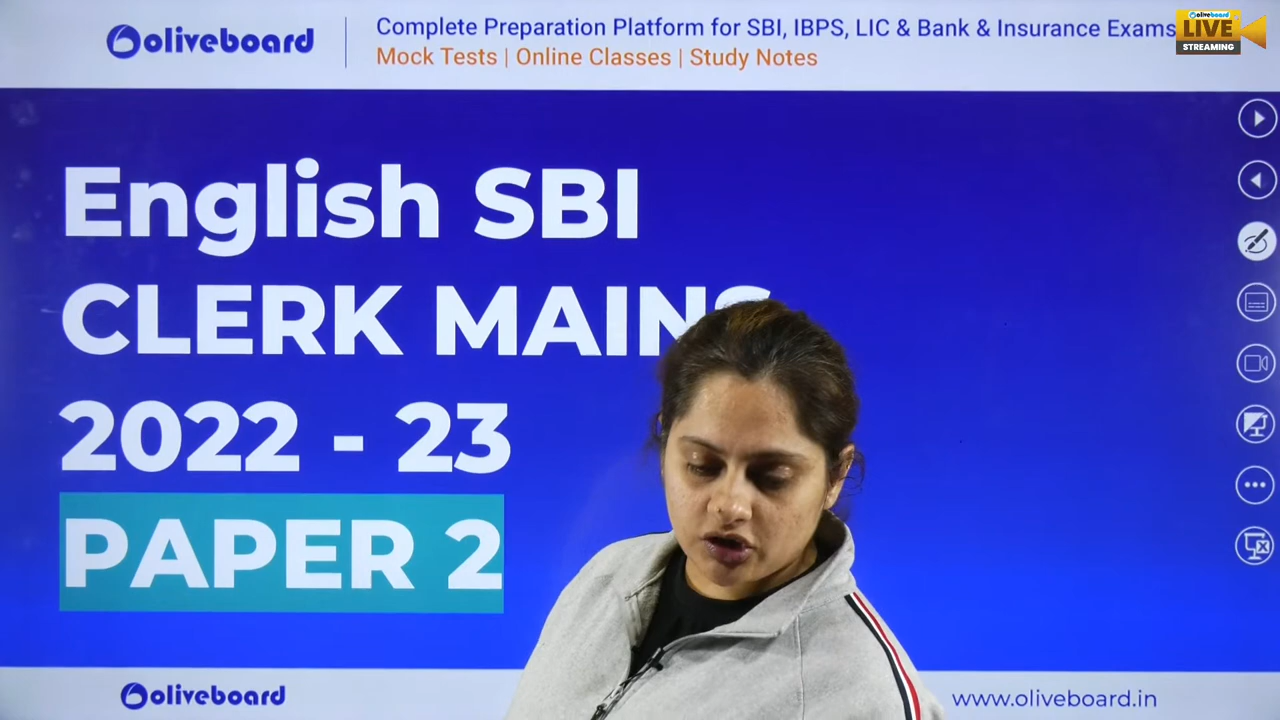 oliveboard
Complete Preparation Platform for SBI, IBPS, LIC & Bank & Insurance Exams
Mock Tests | Online Classes | Study Notes
oliveboard
LIVE
STREAMING
English SBI
CLERK MAINS
2022 - 23
PAPER 2
oliveboard
www.oliveboard.in